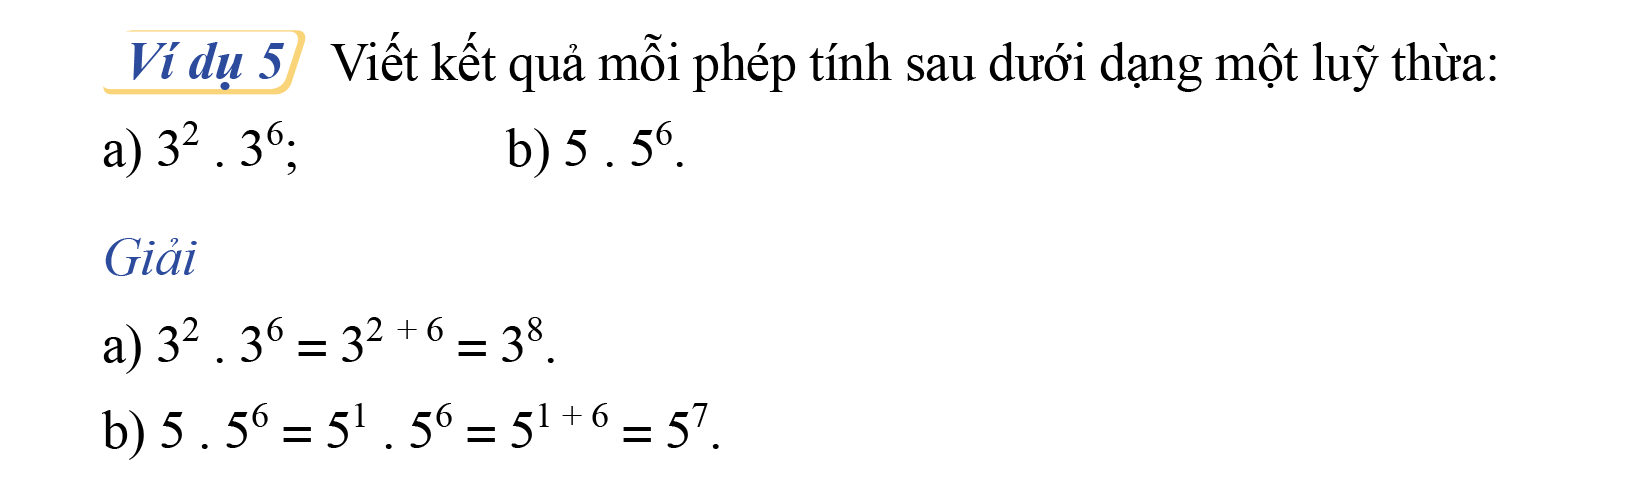 Ví dụ 5 Viết kết quả mỗi phép tính sau dưới dạng một luỹ thừa:
a) 3² . 3⁶; b) 5 . 5⁶.
Giải
a) 3² . 3⁶ = 3² ⁺ ⁶ = 3⁸.
b) 5 . 5⁶ = 5¹ . 5⁶ = 5¹ ⁺ ⁶ = 5⁷.